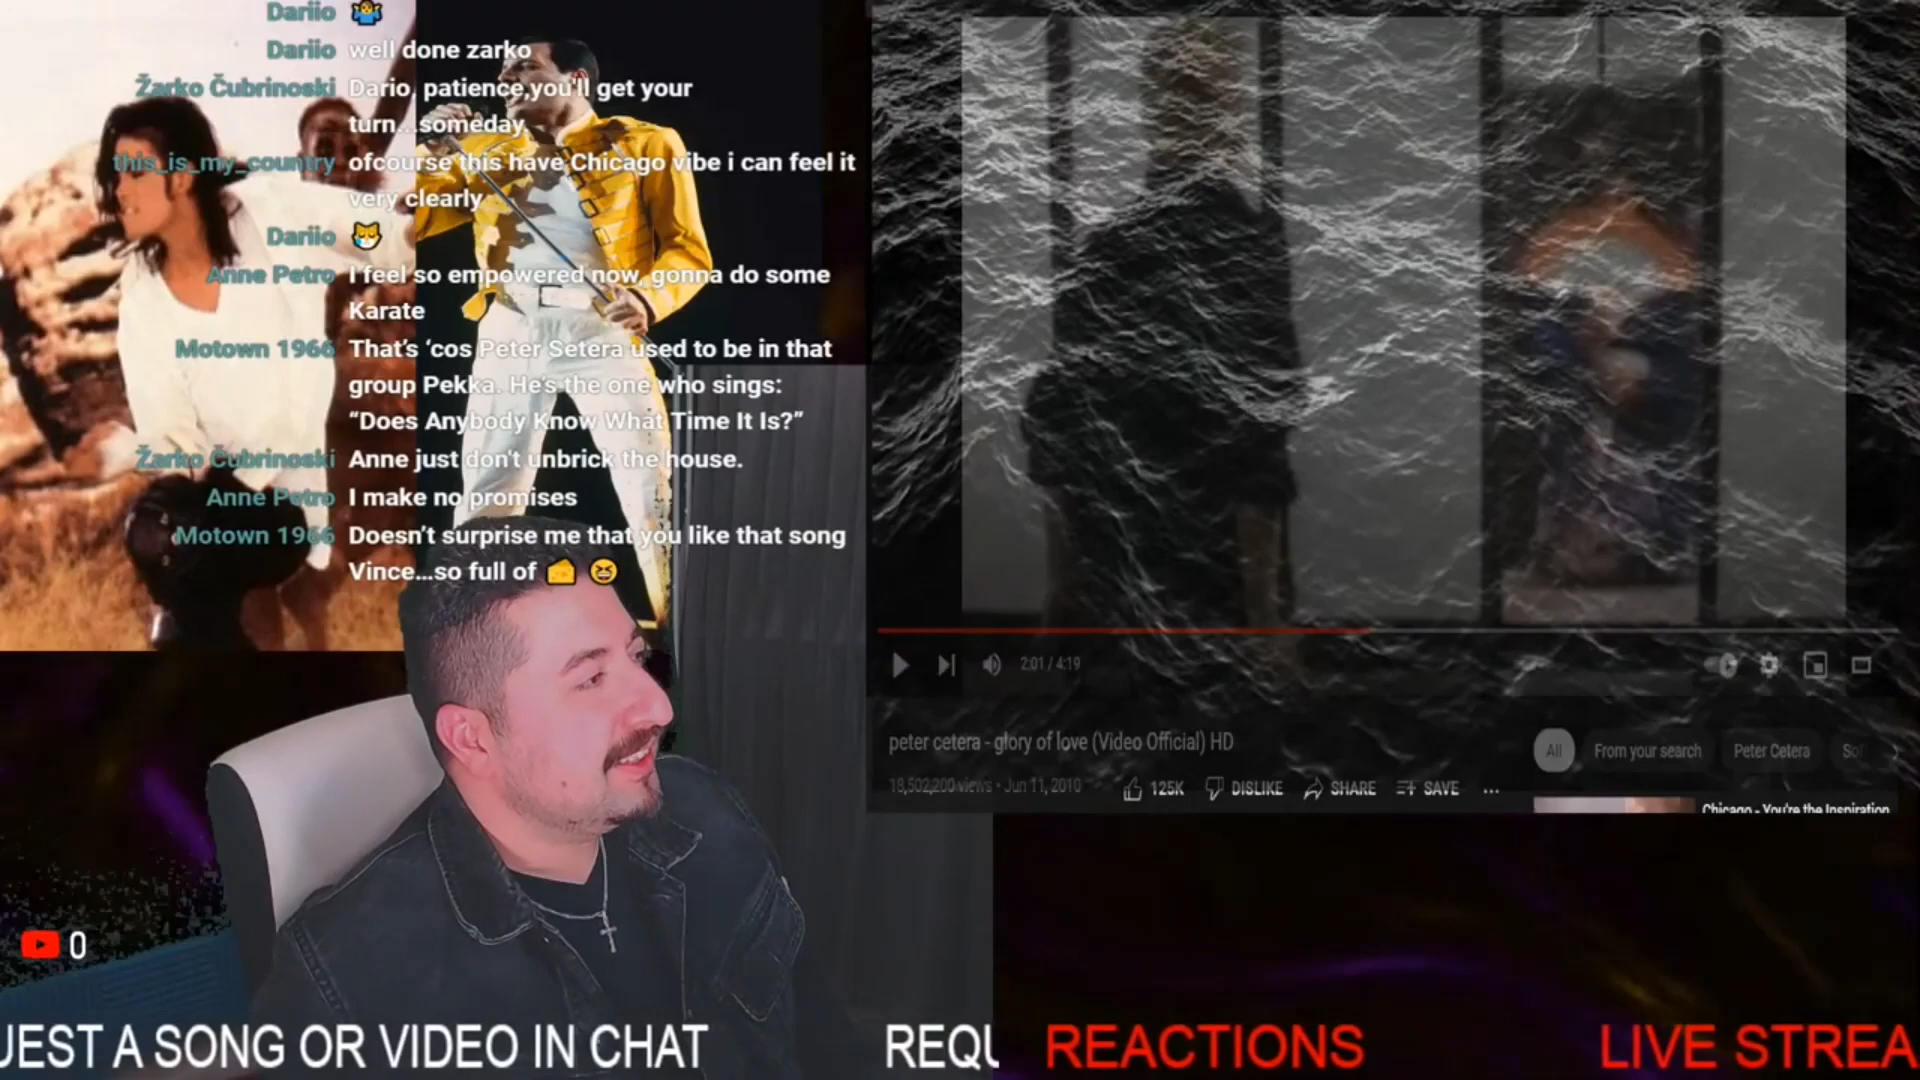 Dariio 🤷‍♂️
Dariio well done zarko
Žarko Čubrinoski Dario, patience,you'll get your
turn...someday.
this_is_my_country ofcourse this have Chicago vibe i can feel it
very clearly
Dariio 😿
Anne Petro I feel so empowered now, gonna do some
Karate
Motown 1966 That's 'cos Peter Setera used to be in that
group Pekka. He's the one who sings:
“Does Anybody Know What Time It Is?”
Žarko Čubrinoski Anne just don't unbrick the house.
Anne Petro I make no promises
Motown 1966 Doesn't surprise me that you like that song
Vince...so full of 🧀 😆
2:01 / 4:19
peter cetera - glory of love (Video Official) HD
18,502,200 views • Jun 11, 2010
125K DISLIKE SHARE SAVE ...
All From your search Peter Cetera So
Chicago - You're the Inspiration
0
UEST A SONG OR VIDEO IN CHAT REQU
REACTIONS LIVE STREA